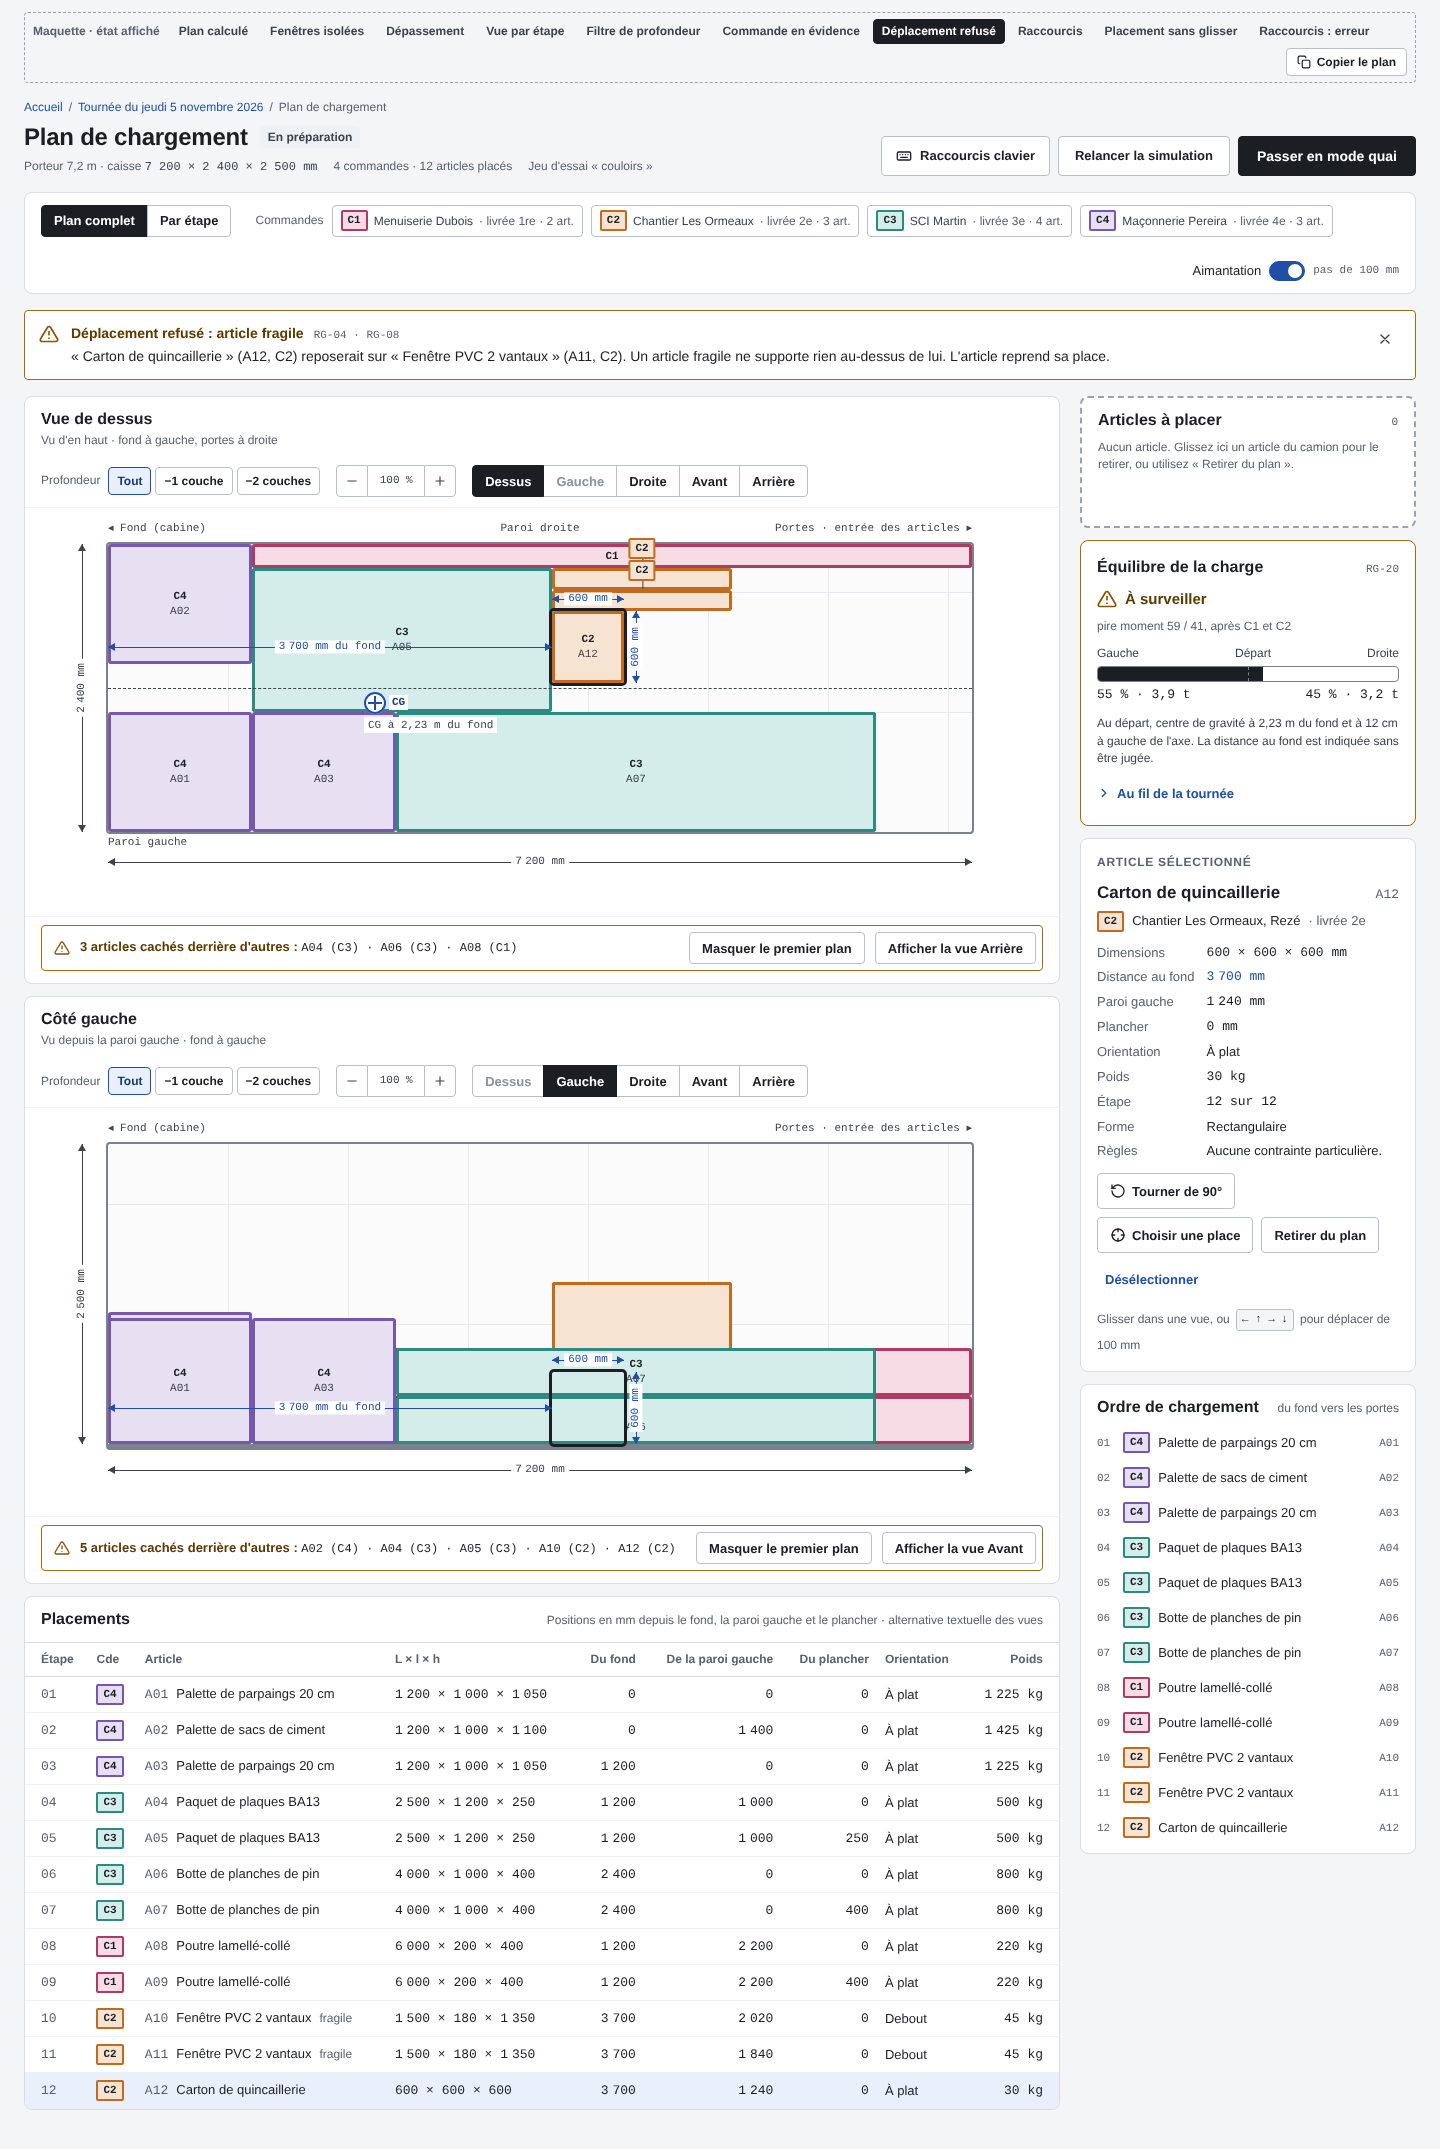 Maquette · état affiché Plan calculé Fenêtres isolées Dépassement Vue par étape Filtre de profondeur Commande en évidence Déplacement refusé Raccourcis Placement sans glisser Raccourcis : erreur
Copier le plan
Accueil / Tournée du jeudi 5 novembre 2026 / Plan de chargement
Plan de chargement En préparation
Porteur 7,2 m · caisse 7 200 × 2 400 × 2 500 mm 4 commandes · 12 articles placés Jeu d'essai « couloirs »
Raccourcis clavier Relancer la simulation Passer en mode quai
Plan complet Par étape Commandes C1 Menuiserie Dubois · livrée 1re · 2 art. C2 Chantier Les Ormeaux · livrée 2e · 3 art. C3 SCI Martin · livrée 3e · 4 art. C4 Maçonnerie Pereira · livrée 4e · 3 art.
Aimantation pas de 100 mm
Déplacement refusé : article fragile RG-04 · RG-08
« Carton de quincaillerie » (A12, C2) reposerait sur « Fenêtre PVC 2 vantaux » (A11, C2). Un article fragile ne supporte rien au-dessus de lui. L'article reprend sa place.
Vue de dessus
Vu d'en haut · fond à gauche, portes à droite
Profondeur Tout −1 couche −2 couches − 100 % + Dessus Gauche Droite Avant Arrière
◂ Fond (cabine) Paroi droite Portes · entrée des articles ▸
C1 C2
C2
C4
A02
600 mm
C3
A05
C2
A12
600 mm
3 700 mm du fond
2 400 mm
CG
CG à 2,23 m du fond
C4
A01
C4
A03
C3
A07
Paroi gauche
7 200 mm
3 articles cachés derrière d'autres : A04 (C3) · A06 (C3) · A08 (C1) Masquer le premier plan Afficher la vue Arrière
Côté gauche
Vu depuis la paroi gauche · fond à gauche
Profondeur Tout −1 couche −2 couches − 100 % + Dessus Gauche Droite Avant Arrière
◂ Fond (cabine) Portes · entrée des articles ▸
2 500 mm
600 mm
C3
C4
A01
C4
A03
600 mm
3 700 mm du fond
7 200 mm
5 articles cachés derrière d'autres : A02 (C4) · A04 (C3) · A05 (C3) · A10 (C2) · A12 (C2) Masquer le premier plan Afficher la vue Avant
Placements Positions en mm depuis le fond, la paroi gauche et le plancher · alternative textuelle des vues
Étape Cde Article L × l × h Du fond De la paroi gauche Du plancher Orientation Poids
01 C4 A01 Palette de parpaings 20 cm 1 200 × 1 000 × 1 050 0 0 0 À plat 1 225 kg
02 C4 A02 Palette de sacs de ciment 1 200 × 1 000 × 1 100 0 1 400 0 À plat 1 425 kg
03 C4 A03 Palette de parpaings 20 cm 1 200 × 1 000 × 1 050 1 200 0 0 À plat 1 225 kg
04 C3 A04 Paquet de plaques BA13 2 500 × 1 200 × 250 1 200 1 000 0 À plat 500 kg
05 C3 A05 Paquet de plaques BA13 2 500 × 1 200 × 250 1 200 1 000 250 À plat 500 kg
06 C3 A06 Botte de planches de pin 4 000 × 1 000 × 400 2 400 0 0 À plat 800 kg
07 C3 A07 Botte de planches de pin 4 000 × 1 000 × 400 2 400 0 400 À plat 800 kg
08 C1 A08 Poutre lamellé-collé 6 000 × 200 × 400 1 200 2 200 0 À plat 220 kg
09 C1 A09 Poutre lamellé-collé 6 000 × 200 × 400 1 200 2 200 400 À plat 220 kg
10 C2 A10 Fenêtre PVC 2 vantaux fragile 1 500 × 180 × 1 350 3 700 2 020 0 Debout 45 kg
11 C2 A11 Fenêtre PVC 2 vantaux fragile 1 500 × 180 × 1 350 3 700 1 840 0 Debout 45 kg
12 C2 A12 Carton de quincaillerie 600 × 600 × 600 3 700 1 240 0 À plat 30 kg
Articles à placer 0
Aucun article. Glissez ici un article du camion pour le
retirer, ou utilisez « Retirer du plan ».
Équilibre de la charge RG-20
À surveiller
pire moment 59 / 41, après C1 et C2
Gauche Départ Droite
55 % · 3,9 t 45 % · 3,2 t
Au départ, centre de gravité à 2,23 m du fond et à 12 cm
à gauche de l'axe. La distance au fond est indiquée sans
être jugée.
Au fil de la tournée
ARTICLE SÉLECTIONNÉ
Carton de quincaillerie A12
C2 Chantier Les Ormeaux, Rezé · livrée 2e
Dimensions 600 × 600 × 600 mm
Distance au fond 3 700 mm
Paroi gauche 1 240 mm
Plancher 0 mm
Orientation À plat
Poids 30 kg
Étape 12 sur 12
Forme Rectangulaire
Règles Aucune contrainte particulière.
Tourner de 90°
Choisir une place Retirer du plan
Désélectionner
Glisser dans une vue, ou ← ↑ → ↓ pour déplacer de
100 mm
Ordre de chargement du fond vers les portes
01 C4 Palette de parpaings 20 cm A01
02 C4 Palette de sacs de ciment A02
03 C4 Palette de parpaings 20 cm A03
04 C3 Paquet de plaques BA13 A04
05 C3 Paquet de plaques BA13 A05
06 C3 Botte de planches de pin A06
07 C3 Botte de planches de pin A07
08 C1 Poutre lamellé-collé A08
09 C1 Poutre lamellé-collé A09
10 C2 Fenêtre PVC 2 vantaux A10
11 C2 Fenêtre PVC 2 vantaux A11
12 C2 Carton de quincaillerie A12